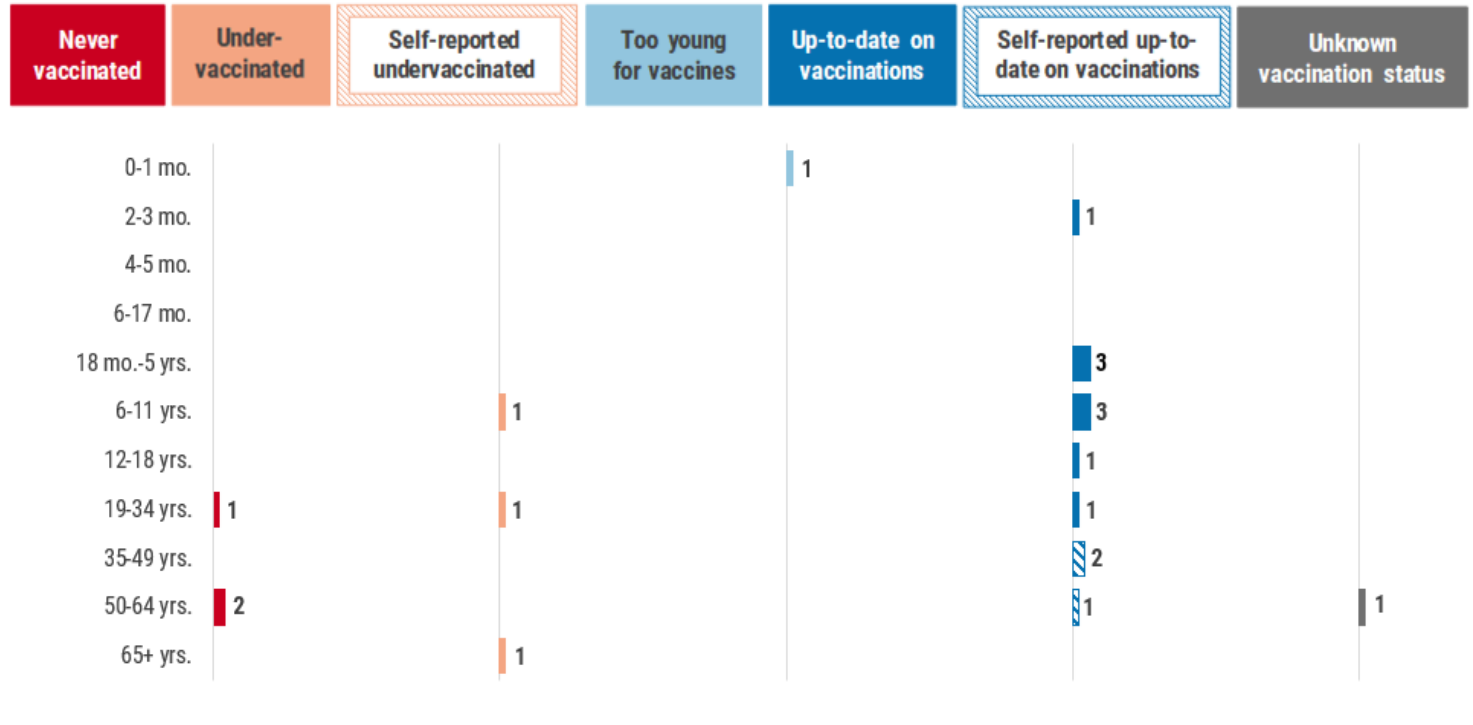 Never
vaccinated
Under-
vaccinated
Self-reported
undervaccinated
Too young
for vaccines
Up-to-date on
vaccinations
Self-reported up-to-
date on vaccinations
Unknown
vaccination status
0-1 mo.
1
2-3 mo.
1
4-5 mo.
6-17 mo.
18 mo.-5 yrs.
3
6-11 yrs.
1
3
12-18 yrs.
1
19-34 yrs.
1
1
1
35-49 yrs.
2
50-64 yrs.
2
1
1
65+ yrs.
1